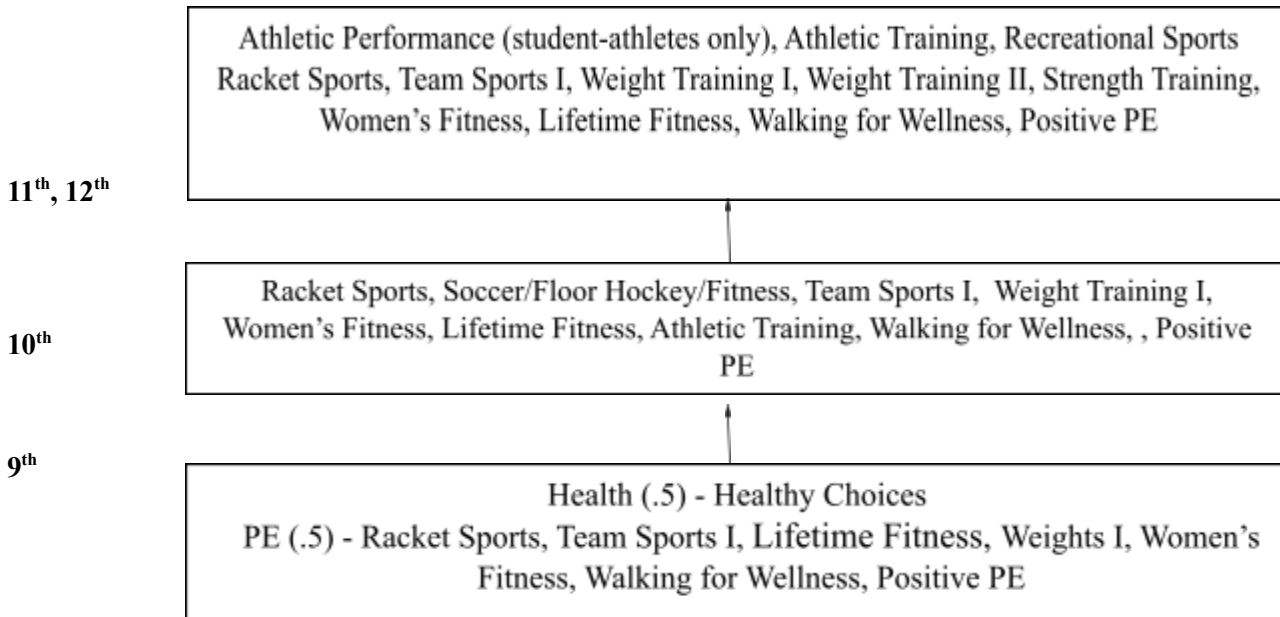 Athletic Performance (student-athletes only), Athletic Training, Recreational Sports
Racket Sports, Team Sports I, Weight Training I, Weight Training II, Strength Training,
Women's Fitness, Lifetime Fitness, Walking for Wellness, Positive PE
11th, 12th
Racket Sports, Soccer/Floor Hockey/Fitness, Team Sports I, Weight Training I,
Women's Fitness, Lifetime Fitness, Athletic Training, Walking for Wellness, , Positive
PE
10th
9th
Health (.5) - Healthy Choices
PE (.5) - Racket Sports, Team Sports I, Lifetime Fitness, Weights I, Women's
Fitness, Walking for Wellness, Positive PE